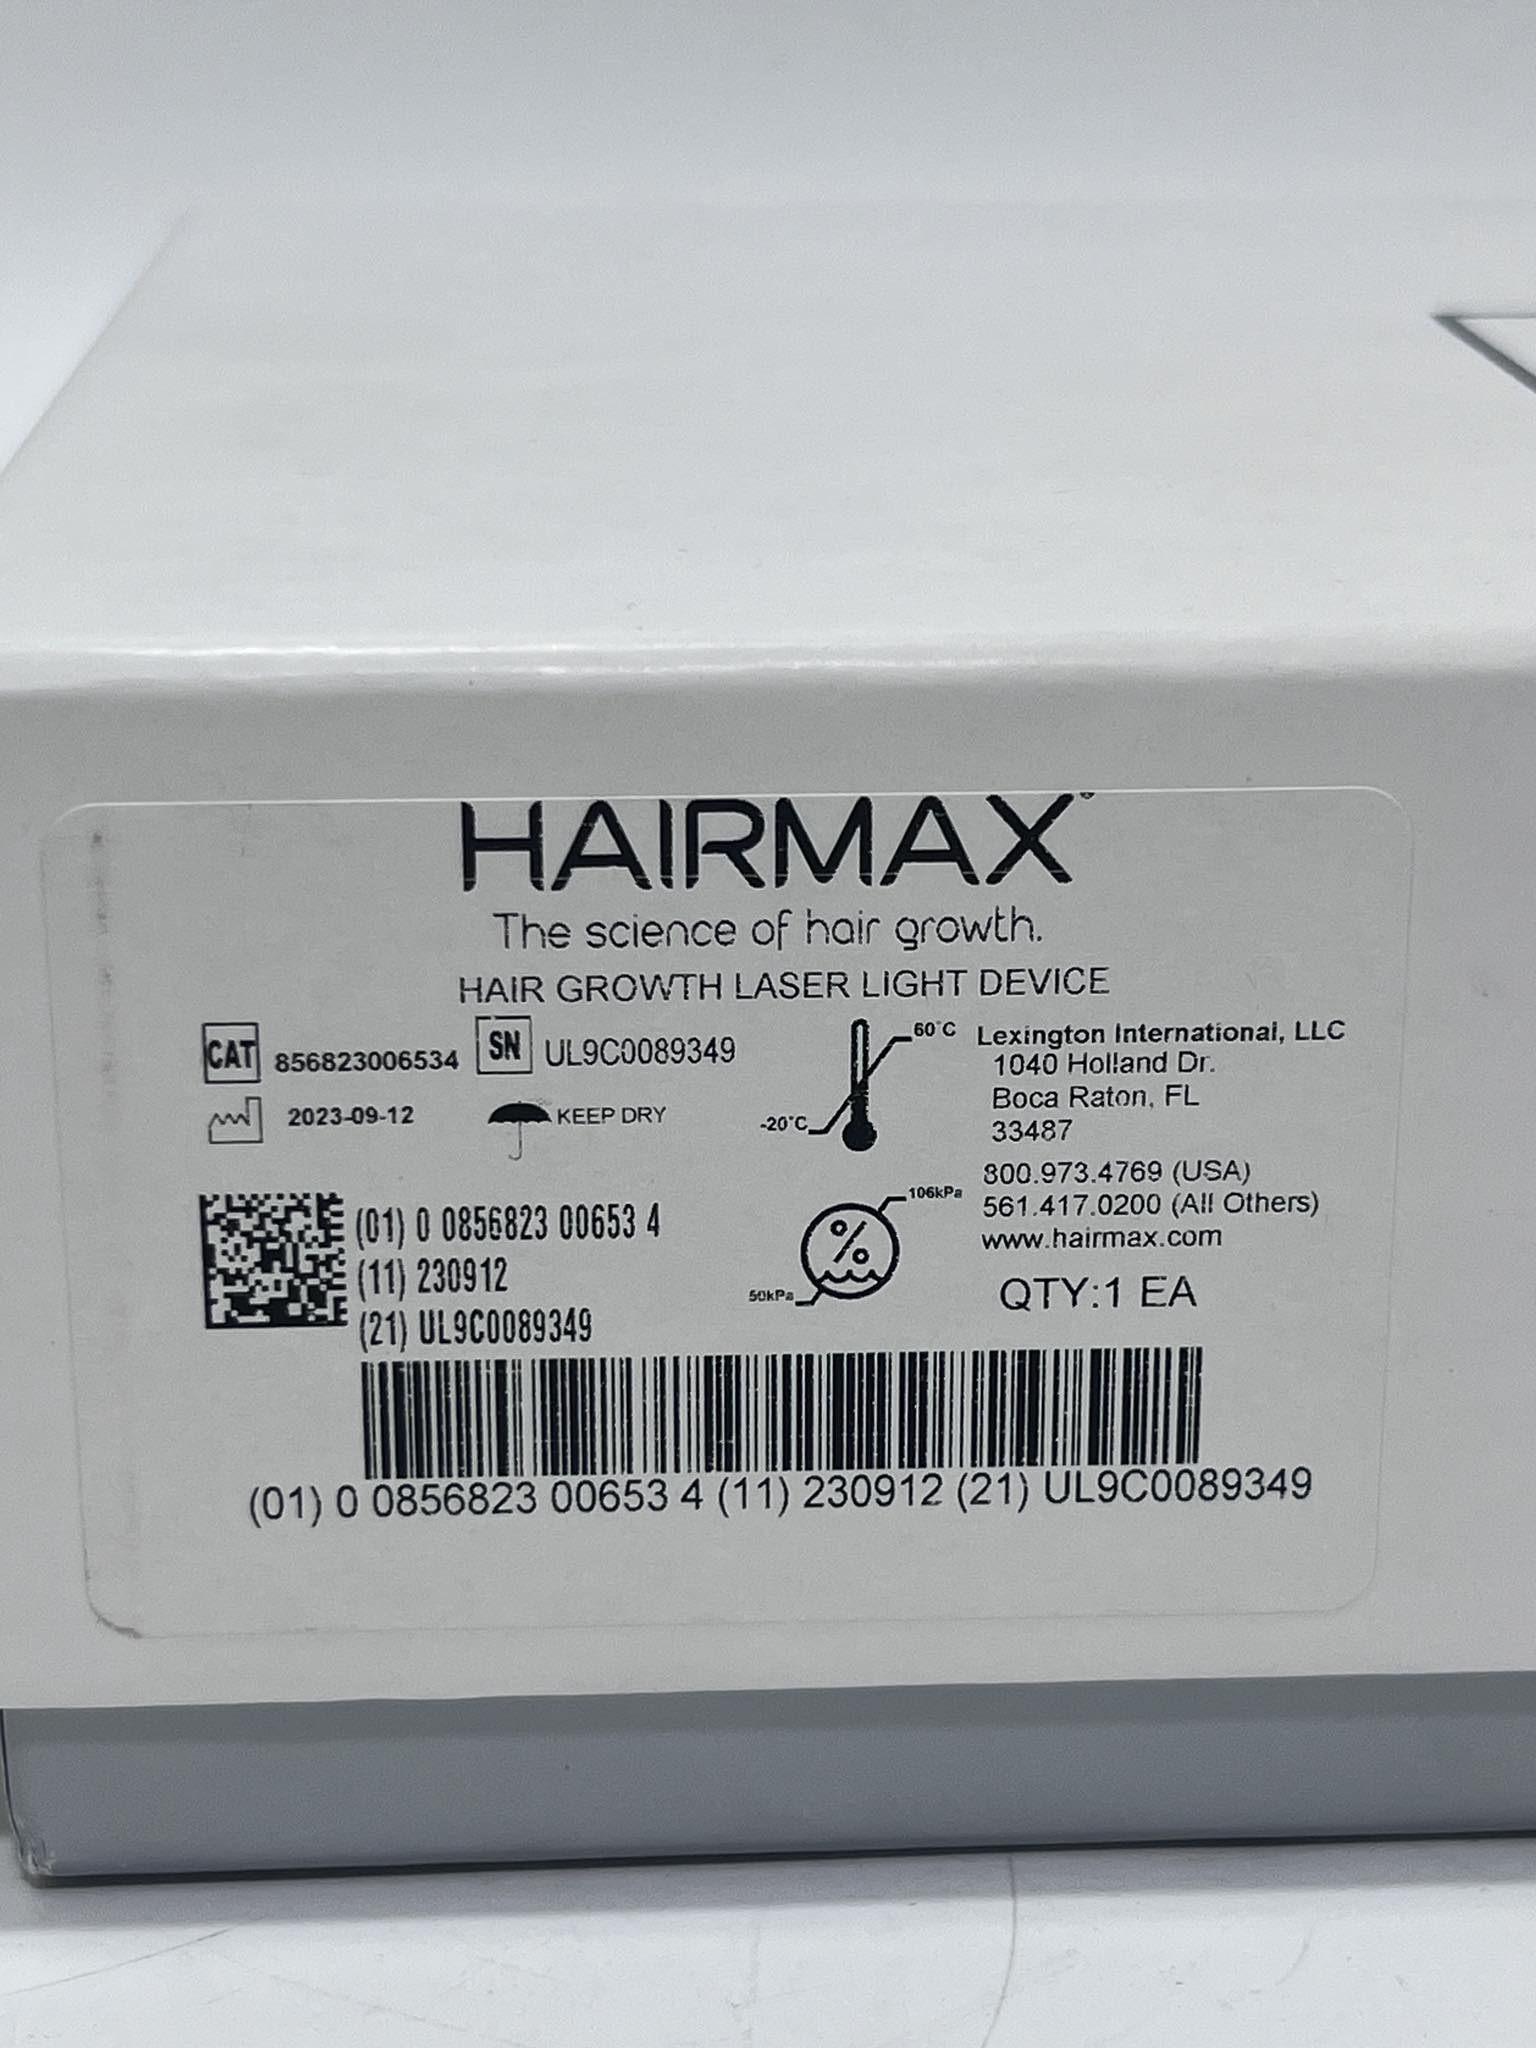 HAIRMAX
The science of hair growth.
HAIR GROWTH LASER LIGHT DEVICE
CAT 856823006534
SN UL9C0089349
2023-09-12
KEEP DRY
60°C
-20°C
106kPa
%
50kPa
Lexington International, LLC
1040 Holland Dr.
Boca Raton, FL
33487
800.973.4769 (USA)
561.417.0200 (All Others)
www.hairmax.com
QTY:1 EA
(01) 0 0856823 00653 4
(11) 230912
(21) UL9C0089349
(01) 0 0856823 00653 4 (11) 230912 (21) UL9C0089349